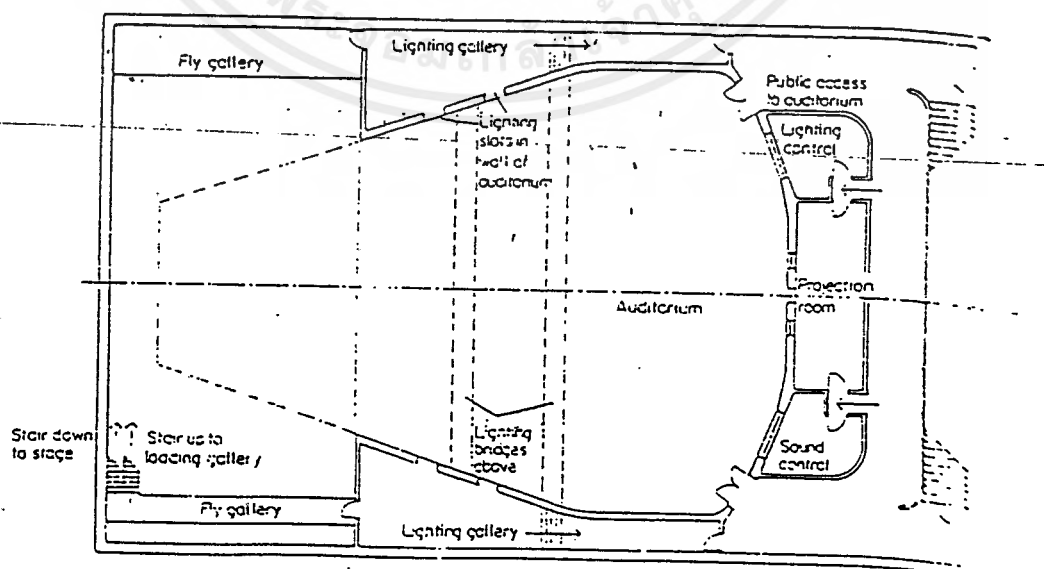 Lighting gallery
Fly gallery
Public access
to auditorium
Lighting
control
Lighting
slots in
wall of
auditorium
Auditorium
Projection
room
Stair down
to stage
Stair up to
loading gallery
Lighting
bridges
above
Sound
control
Fly gallery
Lighting gallery